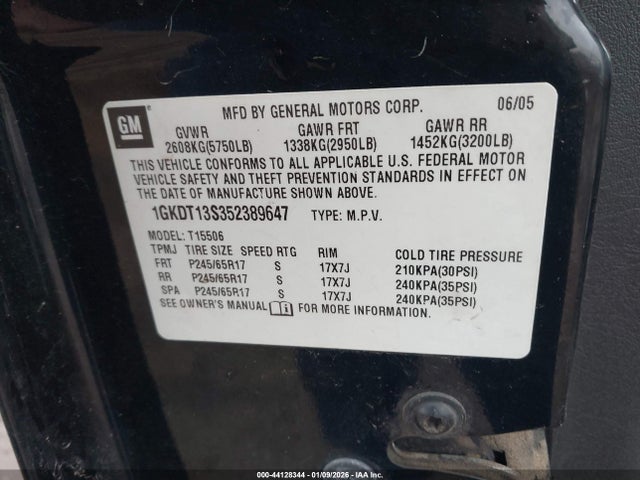 MFD BY GENERAL MOTORS CORP. 06/05
GM
GVWR GAWR FRT GAWR RR
2608KG(5750LB) 1338KG(2950LB) 1452KG(3200LB)
THIS VEHICLE CONFORMS TO ALL APPLICABLE U.S. FEDERAL MOTOR
VEHICLE SAFETY AND THEFT PREVENTION STANDARDS IN EFFECT ON
THE DATE OF MANUFACTURE SHOWN ABOVE.
1GKDT13S352389647 TYPE: M.P.V.
MODEL: T15506
TPMJ TIRE SIZE SPEED RTG RIM COLD TIRE PRESSURE
FRT P245/65R17 S 17X7J 210KPA(30PSI)
RR P245/65R17 S 17X7J 240KPA(35PSI)
SPA P245/65R17 S 17X7J 240KPA(35PSI)
SEE OWNER'S MANUAL FOR MORE INFORMATION.
000-44128344 - 01/09/2026 - IAA Inc.